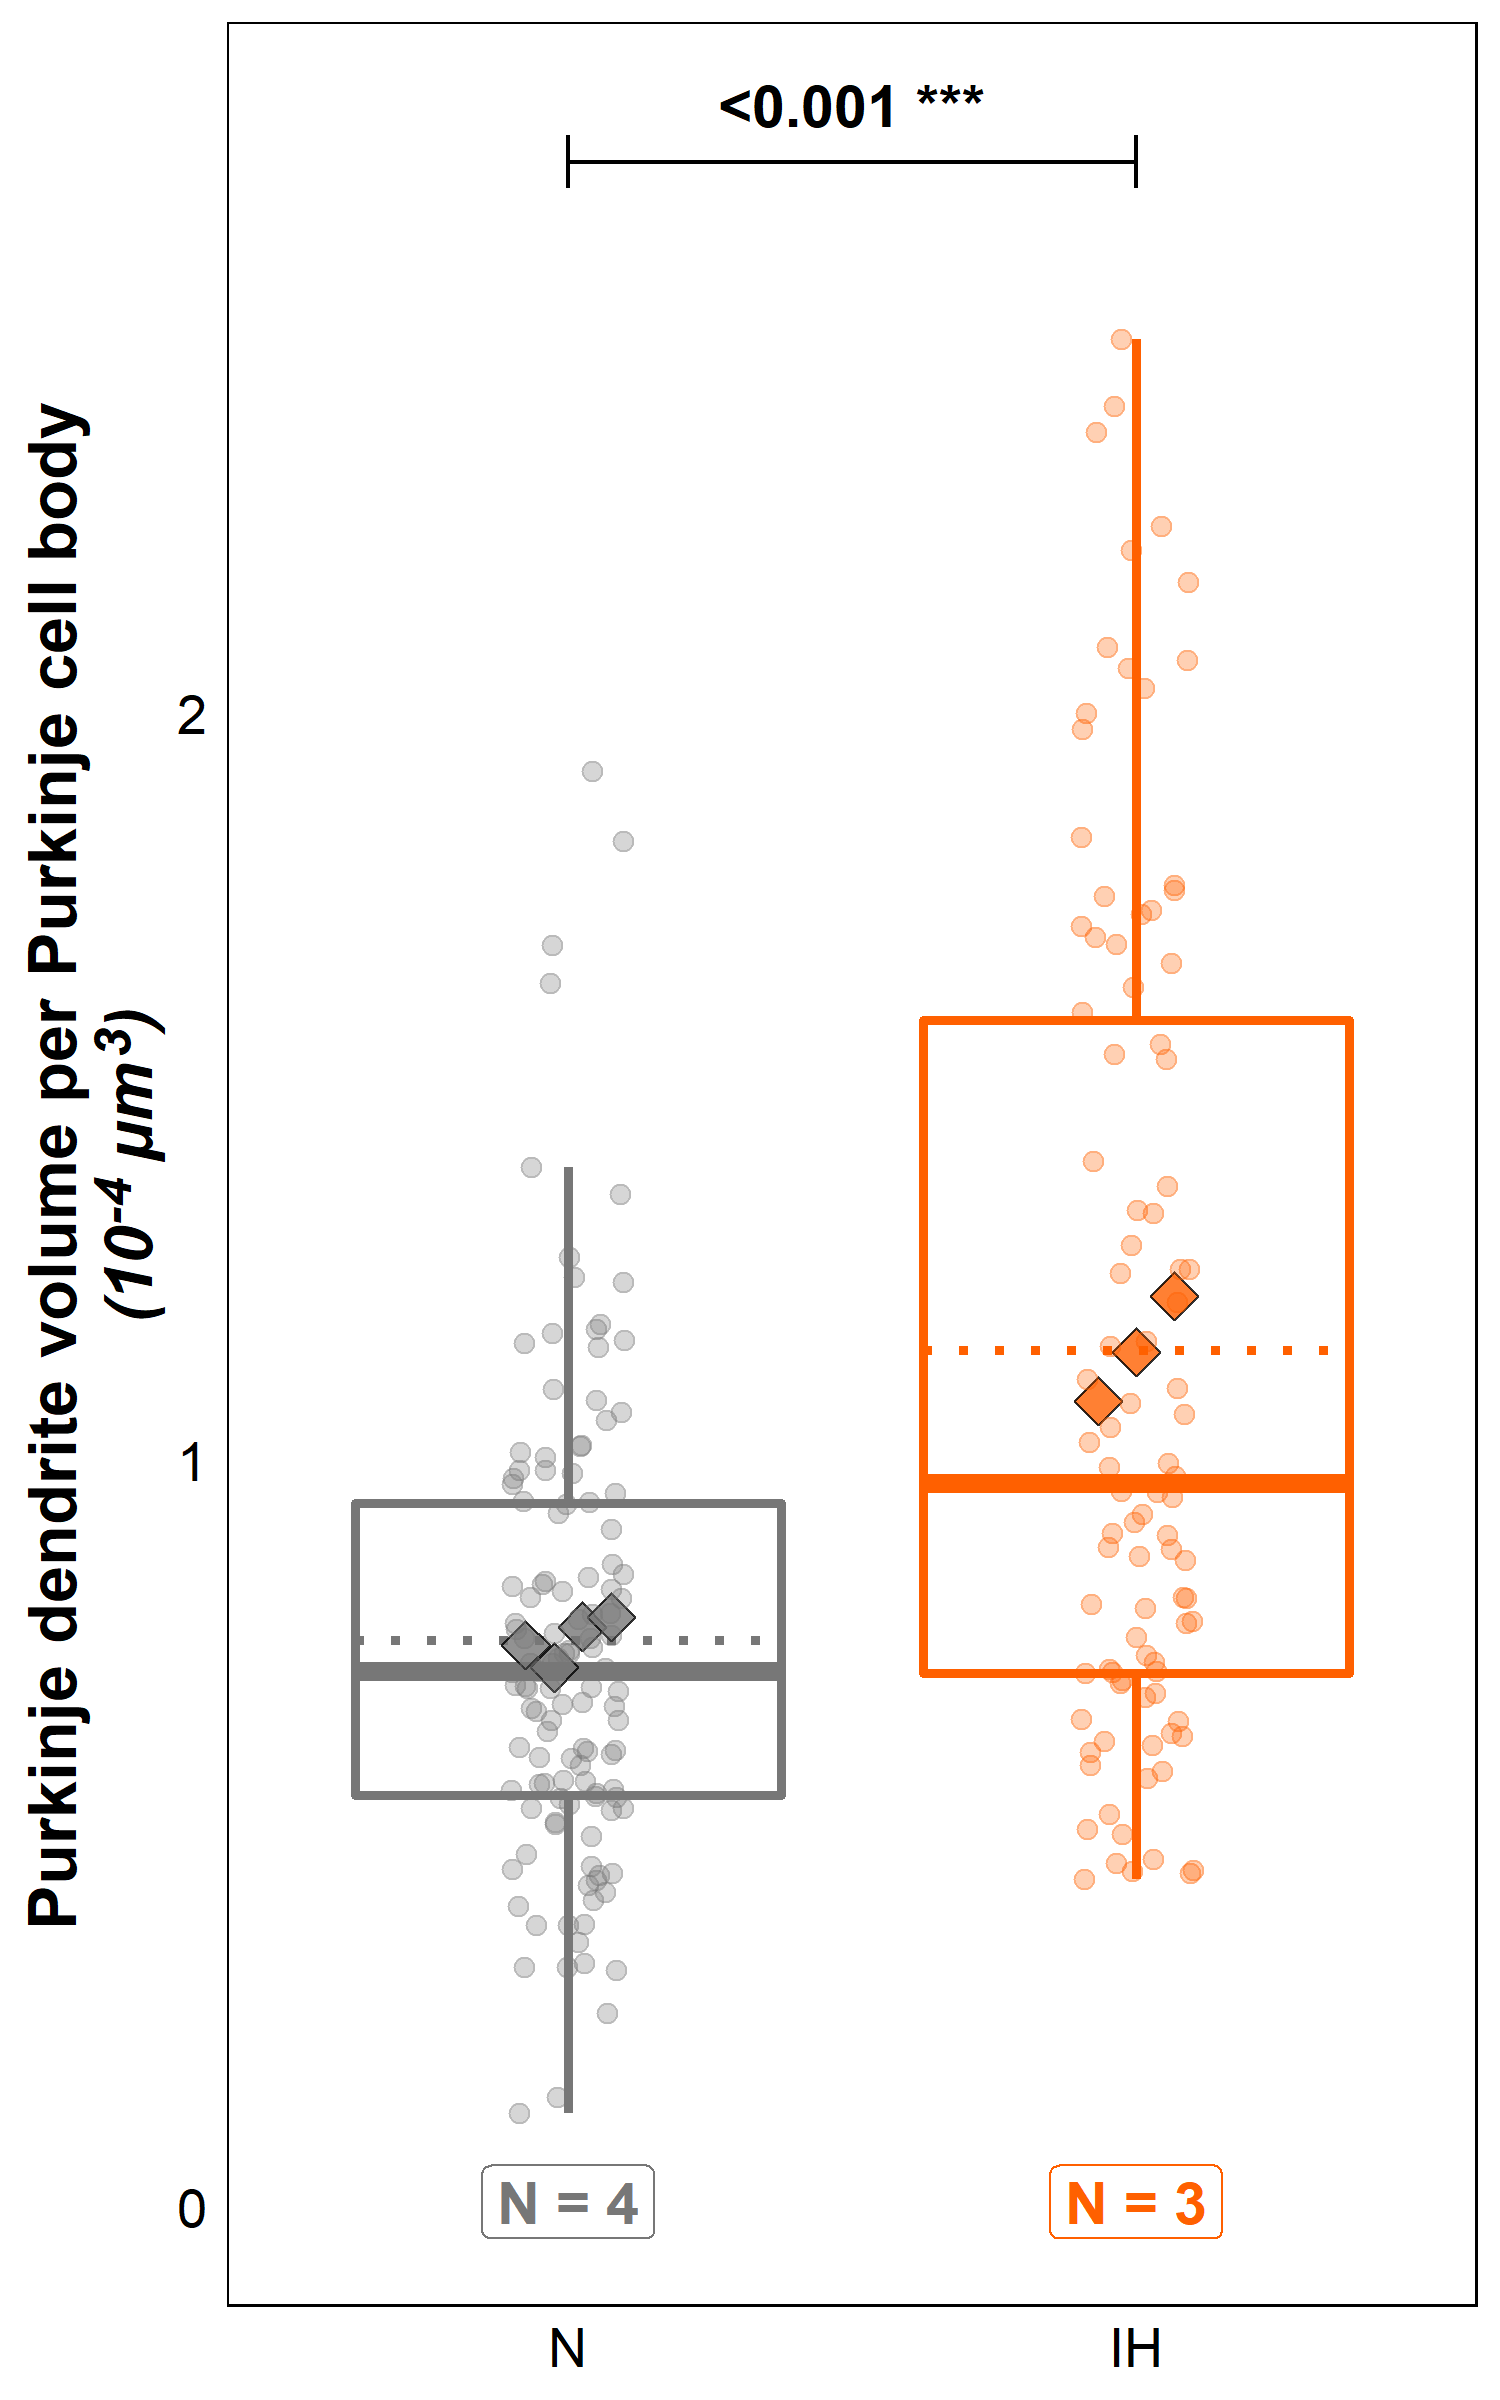 Purkinje dendrite volume per Purkinje cell body
(10⁻⁴ µm³)
<0.001 ***
2
1
0
N = 4
N = 3
N
IH